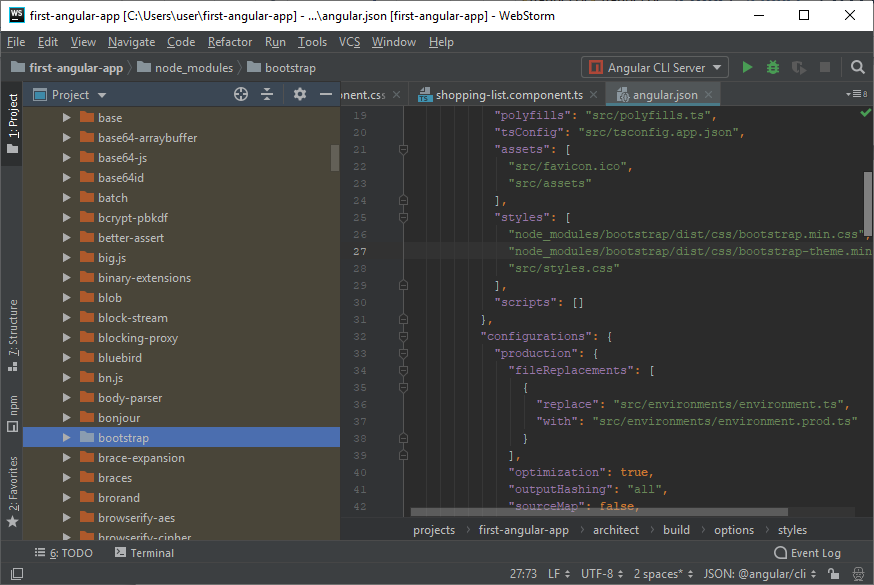 WS first-angular-app [C:\Users\user\first-angular-app] - ...\angular.json [first-angular-app] - WebStorm
File Edit View Navigate Code Refactor Run Tools VCS Window Help
first-angular-app node_modules bootstrap Angular CLI Server
1: Project
7: Structure
npm
2: Favorites
Project
base
base64-arraybuffer
base64-js
base64id
batch
bcrypt-pbkdf
better-assert
big.js
binary-extensions
blob
block-stream
blocking-proxy
bluebird
bn.js
body-parser
bonjour
bootstrap
brace-expansion
braces
brorand
browserify-aes
browserify-cipher
onent.css shopping-list.component.ts angular.json 8
19 "polyfills": "src/polyfills.ts",
20 "tsConfig": "src/tsconfig.app.json",
21 "assets": [
22 "src/favicon.ico",
23 "src/assets"
24 ],
25 "styles": [
26 "node_modules/bootstrap/dist/css/bootstrap.min.css",
27 "node_modules/bootstrap/dist/css/bootstrap-theme.min
28 "src/styles.css"
29 ],
30 "scripts": []
31 },
32 "configurations": {
33 "production": {
34 "fileReplacements": [
35 {
36 "replace": "src/environments/environment.ts",
37 "with": "src/environments/environment.prod.ts"
38 }
39 ],
40 "optimization": true,
41 "outputHashing": "all",
42 "sourceMap": false,
projects first-angular-app architect build options styles
6: TODO Terminal Event Log
27:73 LF UTF-8 2 spaces* JSON: @angular/cli